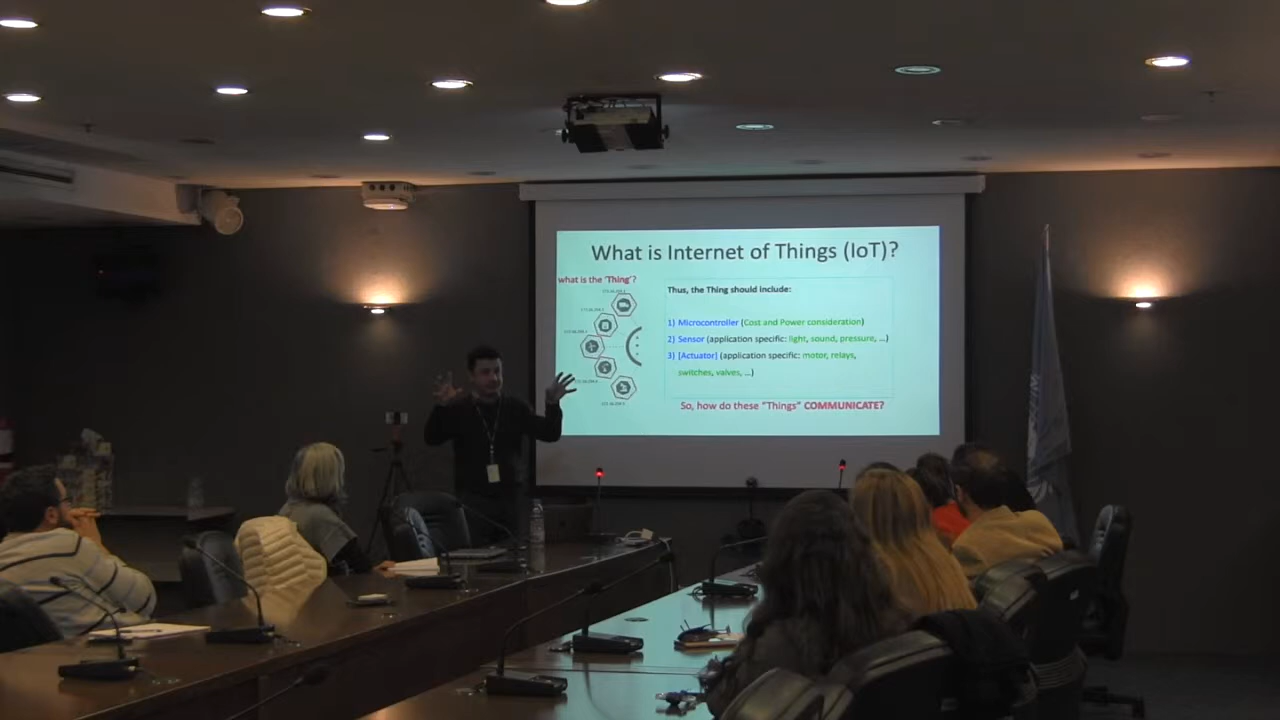 What is Internet of Things (IoT)?
what is the 'Thing'?
Thus, the Thing should include:
1) Microcontroller (Cost and Power consideration)
2) Sensor (application specific: light, sound, pressure, ...)
3) [Actuator] (application specific: motor, relays,
switches, valves, ...)
So, how do these "Things" COMMUNICATE?